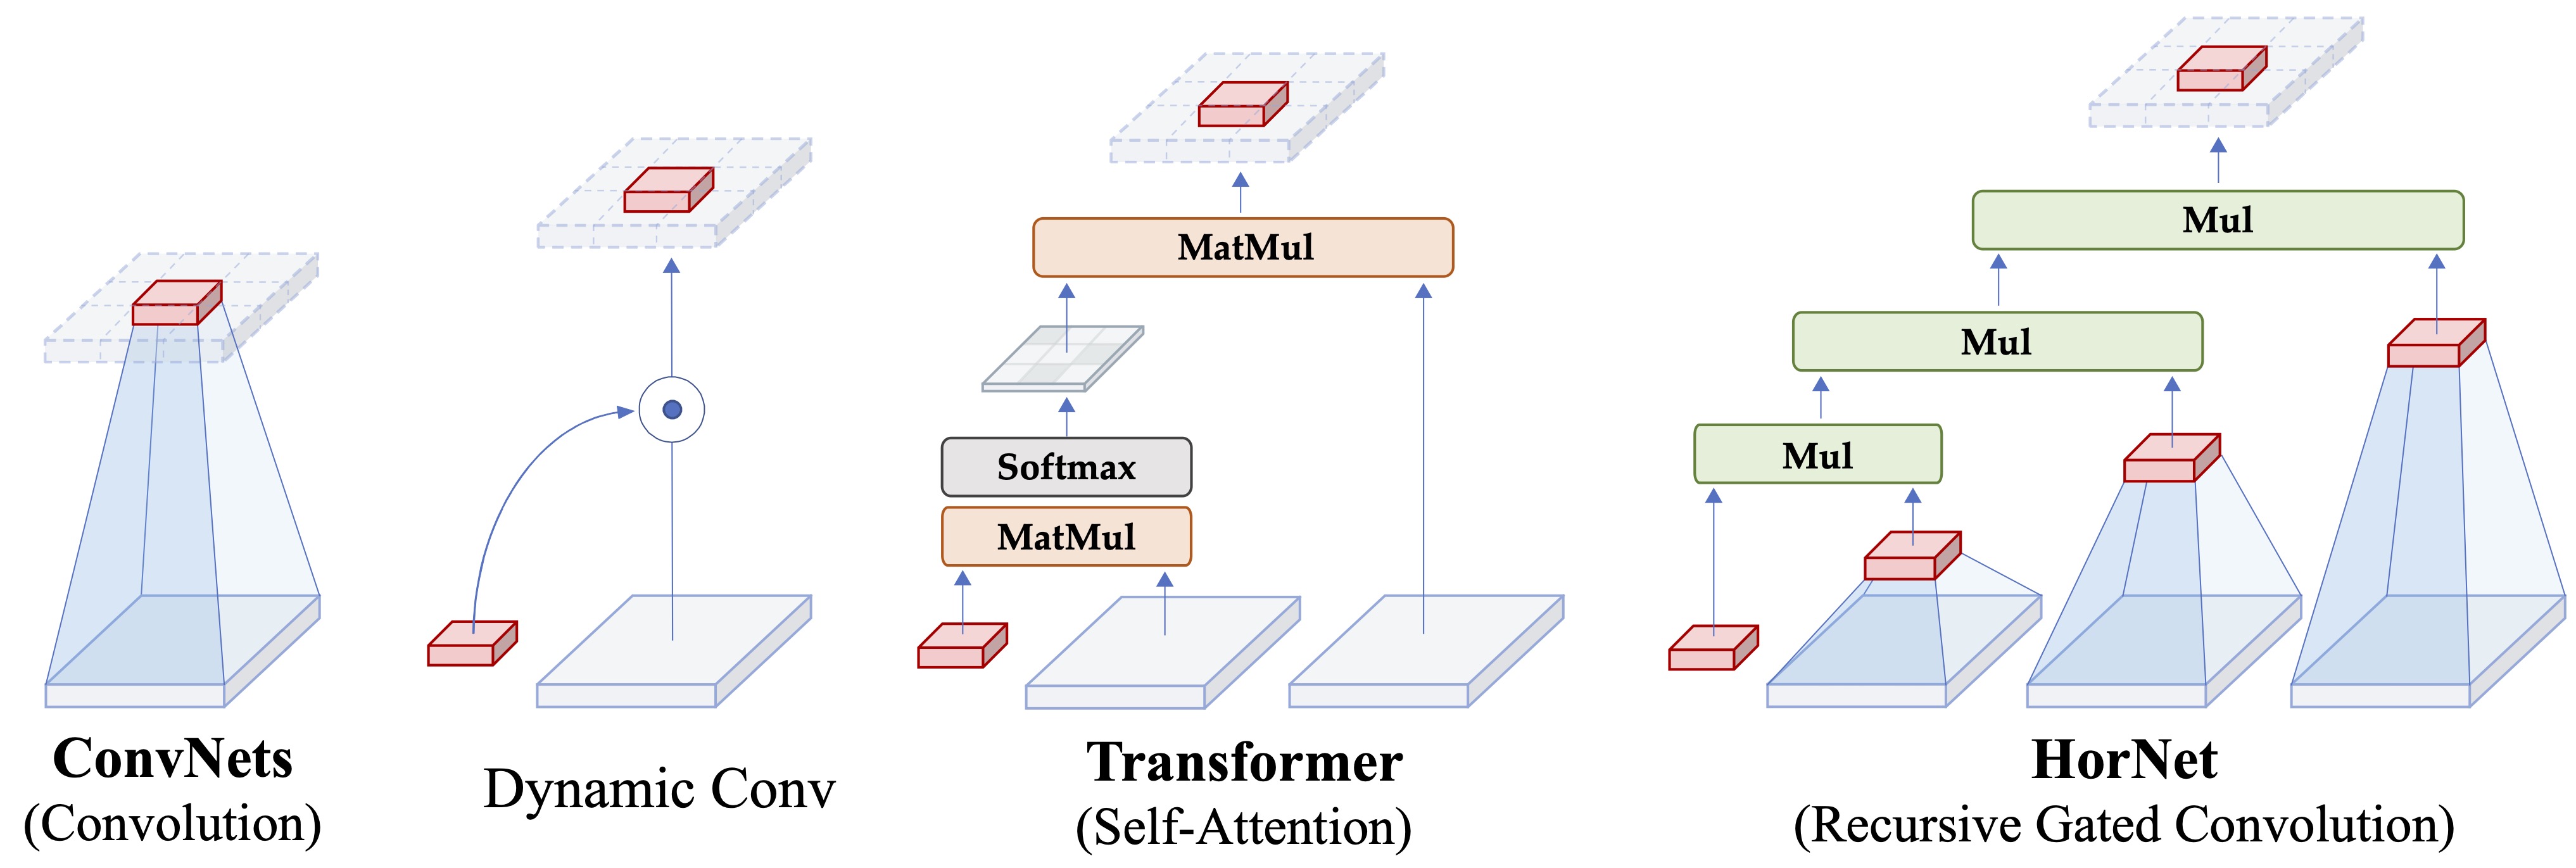 MatMul
Softmax
MatMul
Mul
Mul
Mul
ConvNets
(Convolution)
Dynamic Conv
Transformer
(Self-Attention)
HorNet
(Recursive Gated Convolution)